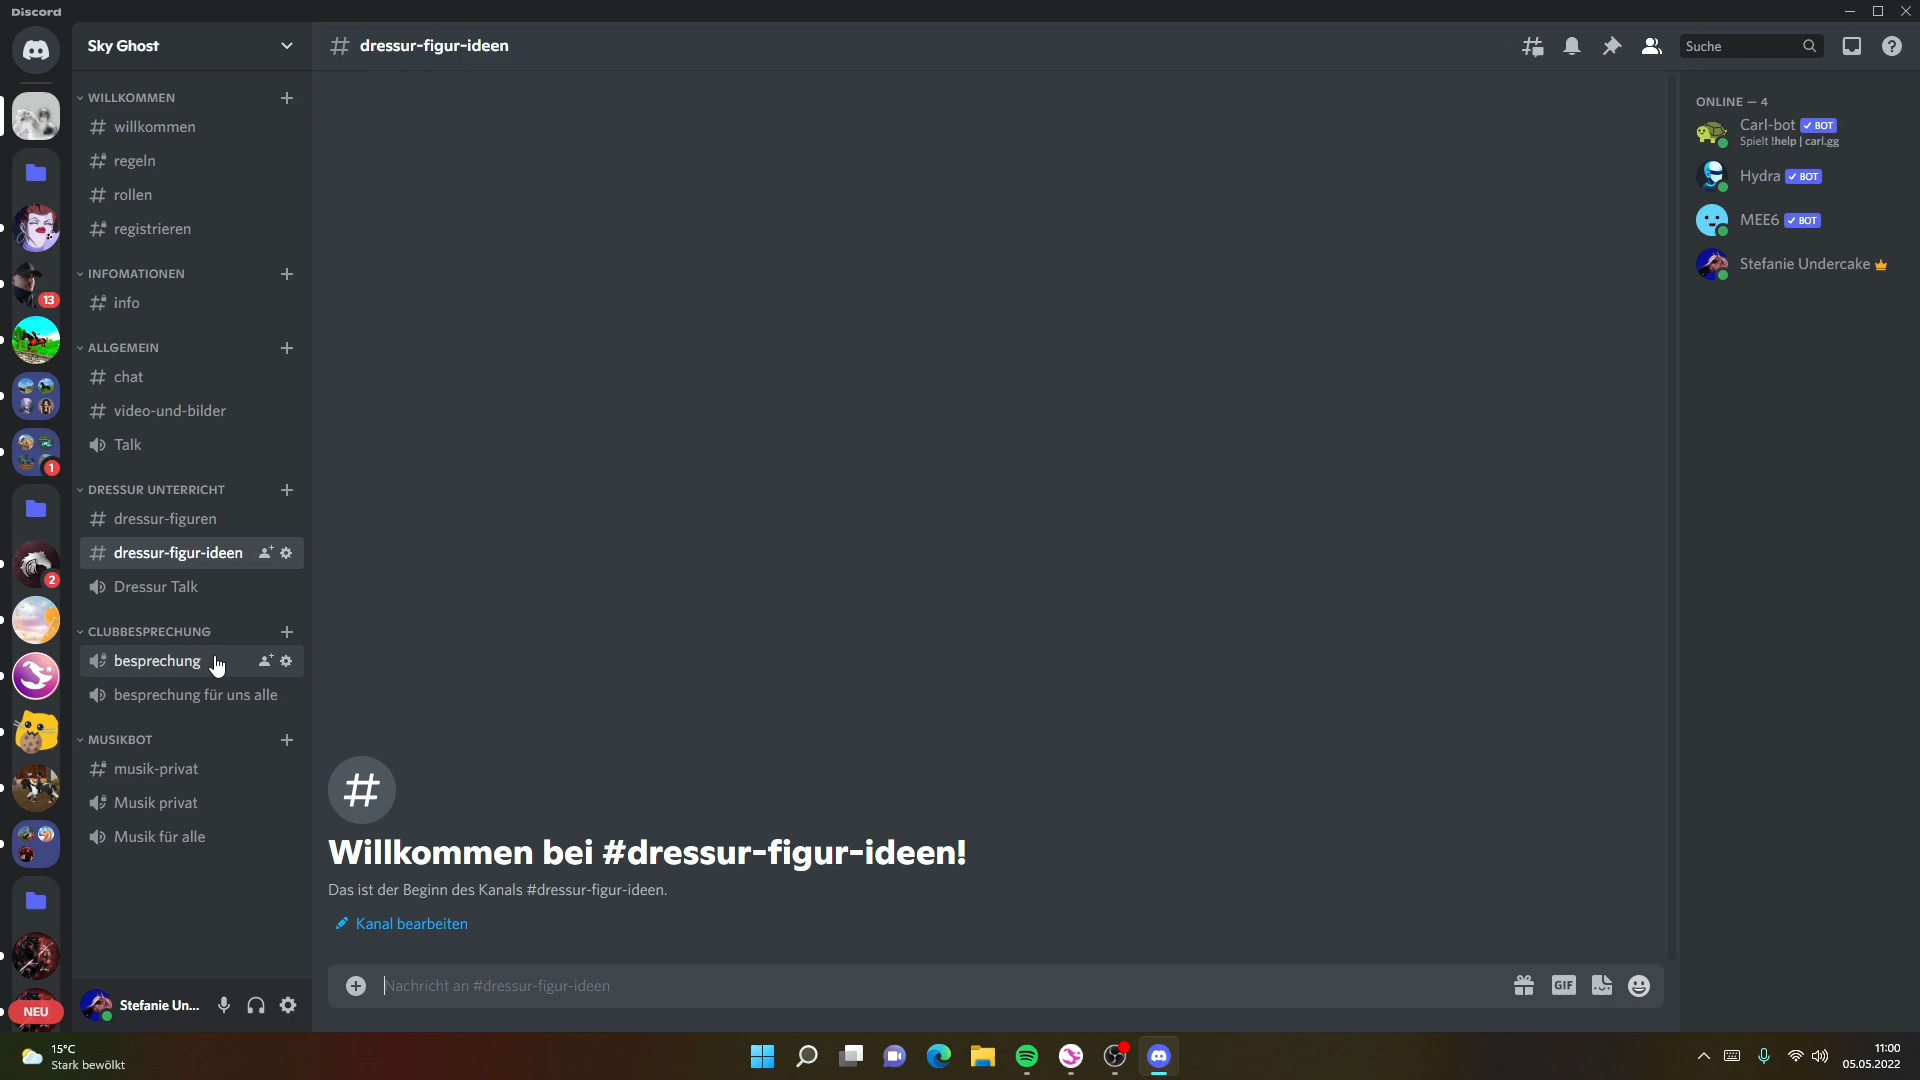 Discord
Sky Ghost
dressur-figur-ideen
Suche
WILLKOMMEN
willkommen
regeln
rollen
registrieren
INFOMATIONEN
info
ALLGEMEIN
chat
video-und-bilder
Talk
DRESSUR UNTERRICHT
dressur-figuren
dressur-figur-ideen
Dressur Talk
CLUBBESPRECHUNG
besprechung
besprechung für uns alle
MUSIKBOT
musik-privat
Musik privat
Musik für alle
13
1
2
NEU
Stefanie Un...
Willkommen bei #dressur-figur-ideen!
Das ist der Beginn des Kanals #dressur-figur-ideen.
Kanal bearbeiten
Nachricht an #dressur-figur-ideen
GIF
ONLINE — 4
Carl-bot BOT
Spielt !help | carl.gg
Hydra BOT
MEE6 BOT
Stefanie Undercake
15°C
Stark bewölkt
11:00
05.05.2022